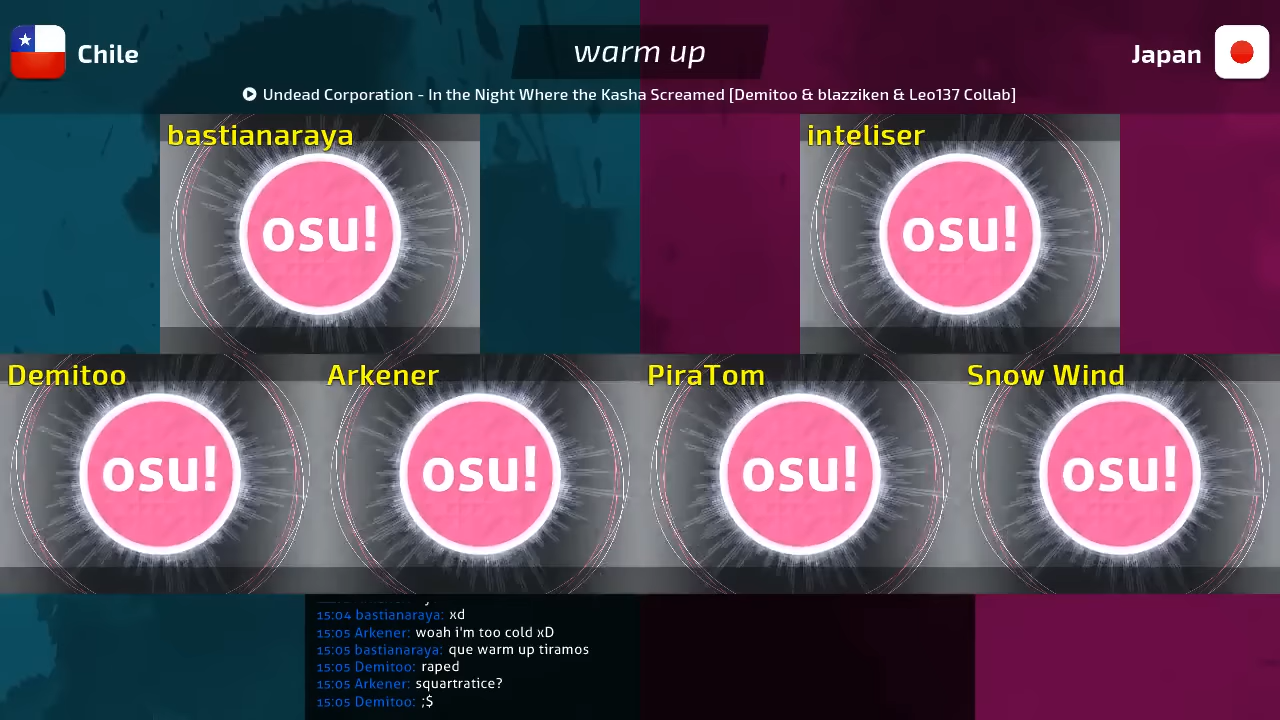 Chile
warm up
Japan
Undead Corporation - In the Night Where the Kasha Screamed [Demitoo & blazziken & Leo137 Collab]
bastianaraya
osu!
inteliser
osu!
Demitoo
osu!
Arkener
osu!
PiraTom
osu!
Snow Wind
osu!
15:04 bastianaraya: xd
15:05 Arkener: woah i'm too cold xD
15:05 bastianaraya: que warm up tiramos
15:05 Demitoo: raped
15:05 Arkener: squartratice?
15:05 Demitoo: ;$